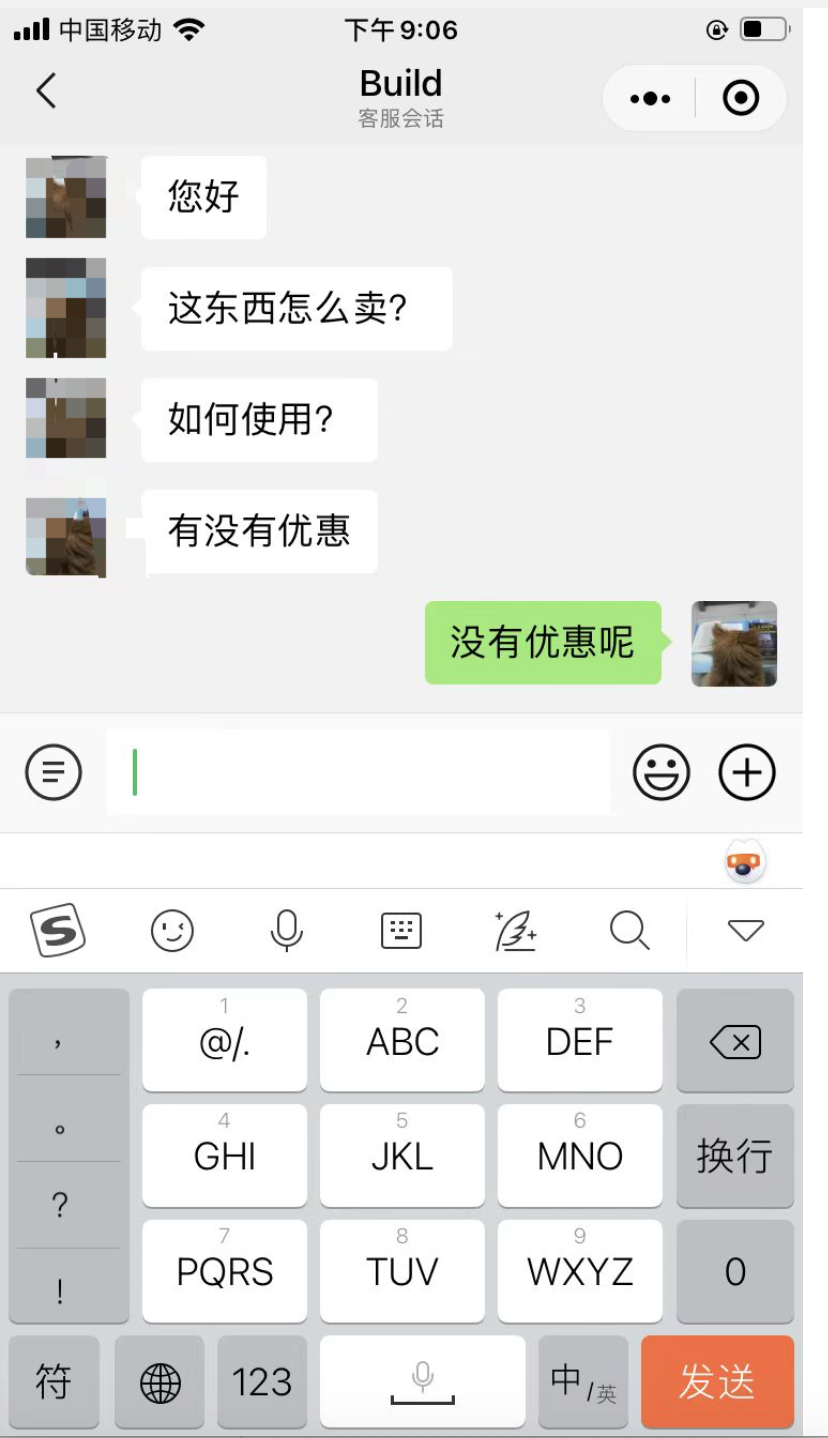 中国移动
下午9:06
Build
客服会话
您好
这东西怎么卖?
如何使用?
有没有优惠
没有优惠呢
S
,
1
@/.
2
ABC
3
DEF
。
4
GHI
5
JKL
6
MNO
换行
?
7
PQRS
8
TUV
9
WXYZ
0
!
符
123
中/英
发送